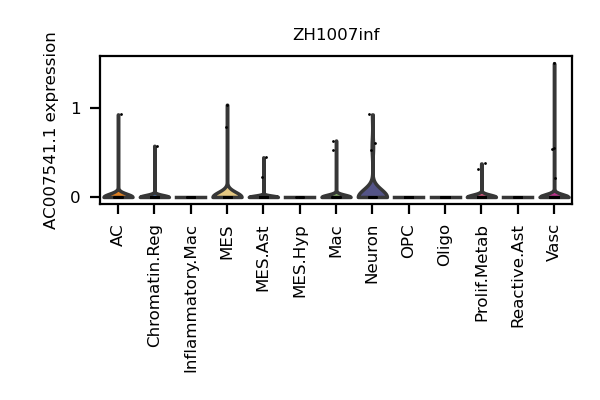 ZH1007inf
AC007541.1 expression
1
0
AC
Chromatin.Reg
Inflammatory.Mac
MES
MES.Ast
MES.Hyp
Mac
Neuron
OPC
Oligo
Prolif.Metab
Reactive.Ast
Vasc